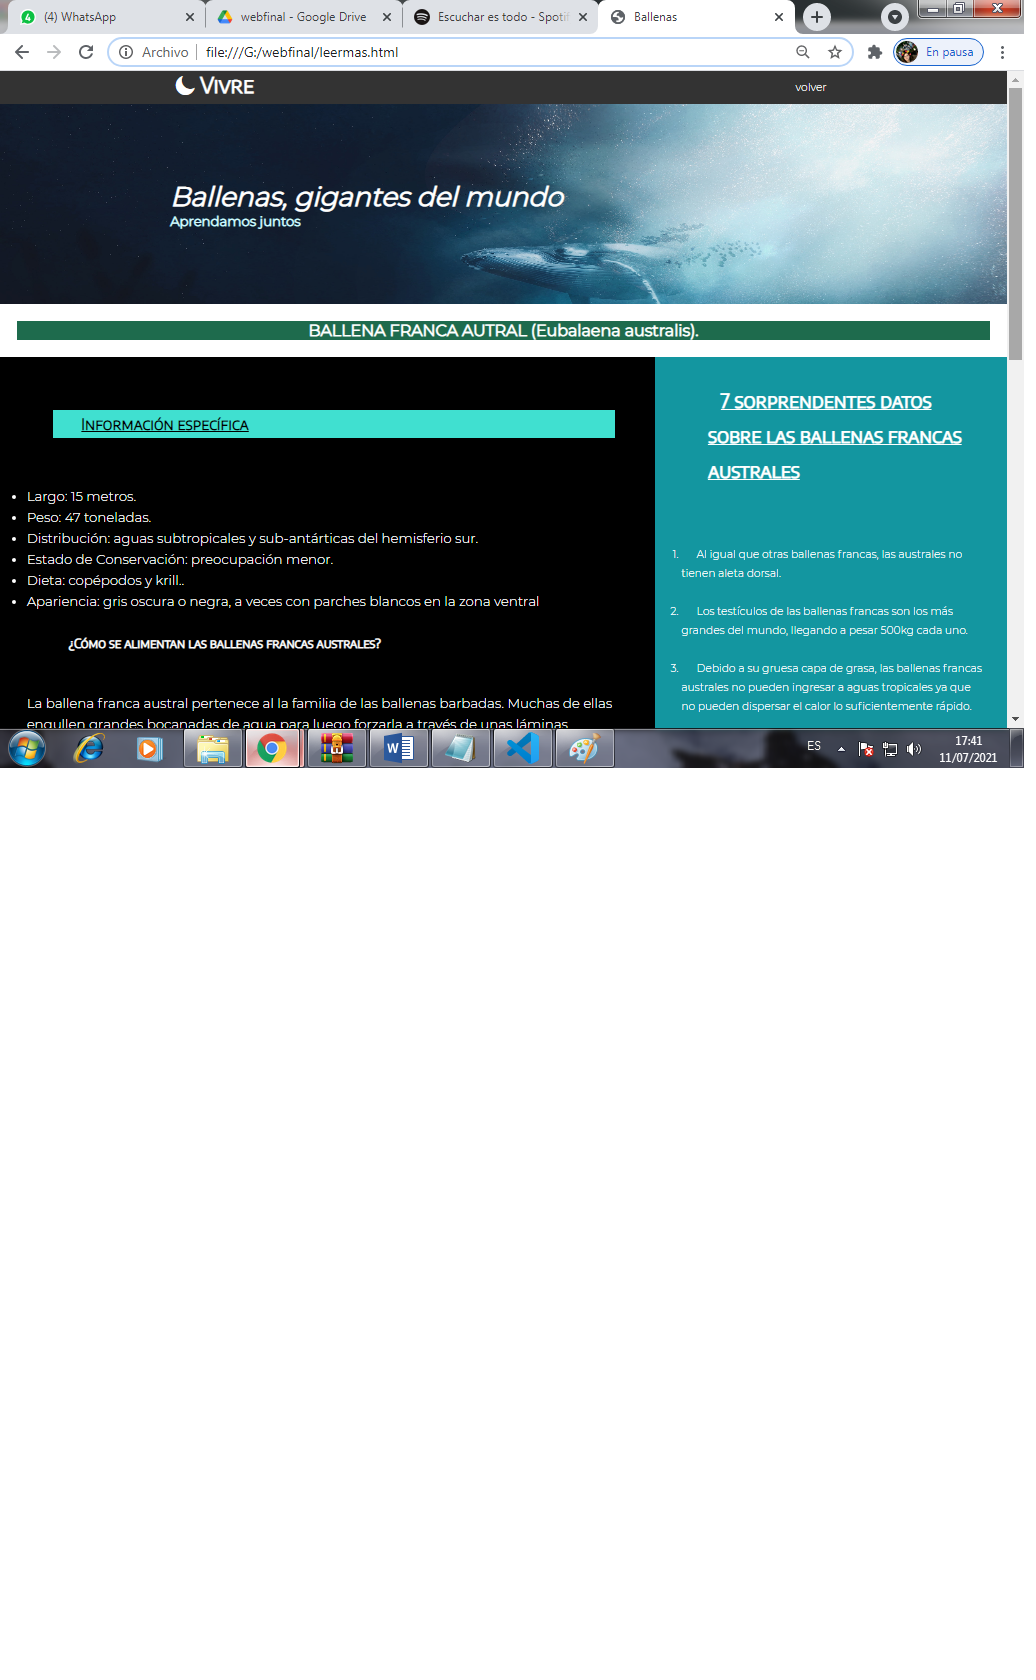 (4) WhatsApp
webfinal - Google Drive
Escuchar es todo - Spotif
Ballenas
Archivo
file:///G:/webfinal/leermas.html
En pausa
VIVRE
volver
Ballenas, gigantes del mundo
Aprendamos juntos
BALLENA FRANCA AUTRAL (Eubalaena australis).
INFORMACIÓN ESPECÍFICA
• Largo: 15 metros.
• Peso: 47 toneladas.
• Distribución: aguas subtropicales y sub-antárticas del hemisferio sur.
• Estado de Conservación: preocupación menor.
• Dieta: copépodos y krill..
• Apariencia: gris oscura o negra, a veces con parches blancos en la zona ventral
¿CÓMO SE ALIMENTAN LAS BALLENAS FRANCAS AUSTRALES?
La ballena franca austral pertenece al la familia de las ballenas barbadas. Muchas de ellas
engullen grandes bocanadas de agua para luego forzarla a través de unas láminas
7 SORPRENDENTES DATOS
SOBRE LAS BALLENAS FRANCAS
AUSTRALES
1. Al igual que otras ballenas francas, las australes no
tienen aleta dorsal.
2. Los testículos de las ballenas francas son los más
grandes del mundo, llegando a pesar 500kg cada uno.
3. Debido a su gruesa capa de grasa, las ballenas francas
australes no pueden ingresar a aguas tropicales ya que
no pueden dispersar el calor lo suficientemente rápido.
ES
17:41
11/07/2021